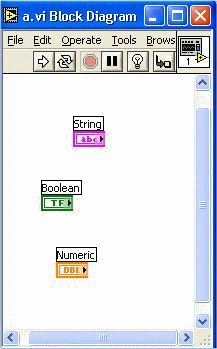 a.vi Block Diagram
File Edit Operate Tools Brows
1
String
abc
Boolean
TF
Numeric
DBL